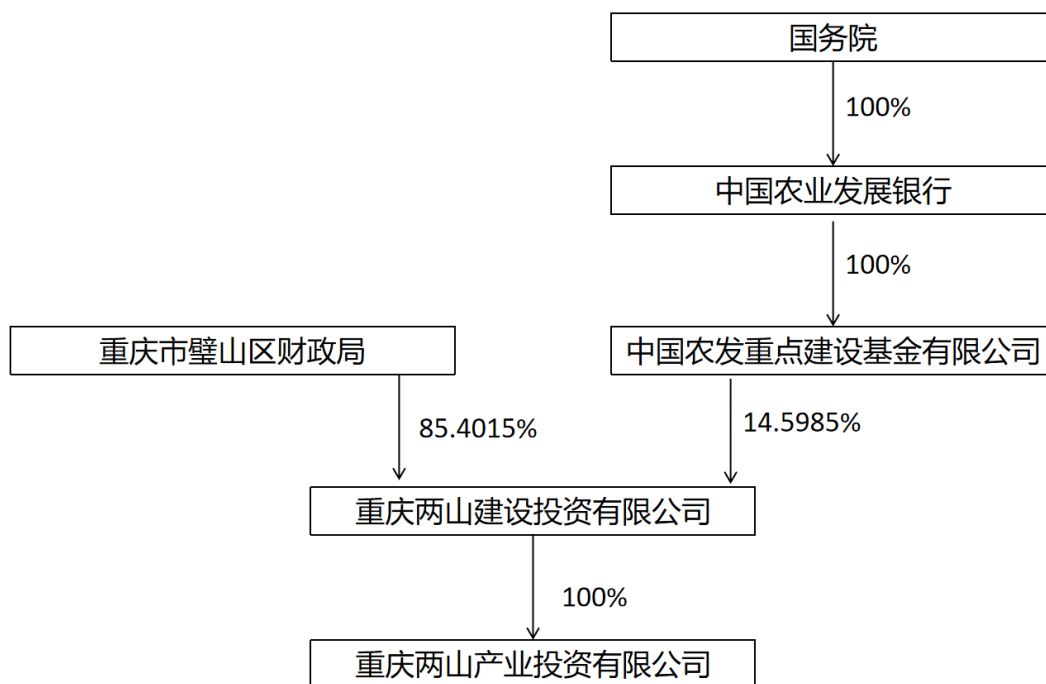 国务院
100%
中国农业发展银行
100%
重庆市璧山区财政局
中国农发重点建设基金有限公司
85.4015%
14.5985%
重庆两山建设投资有限公司
100%
重庆两山产业投资有限公司